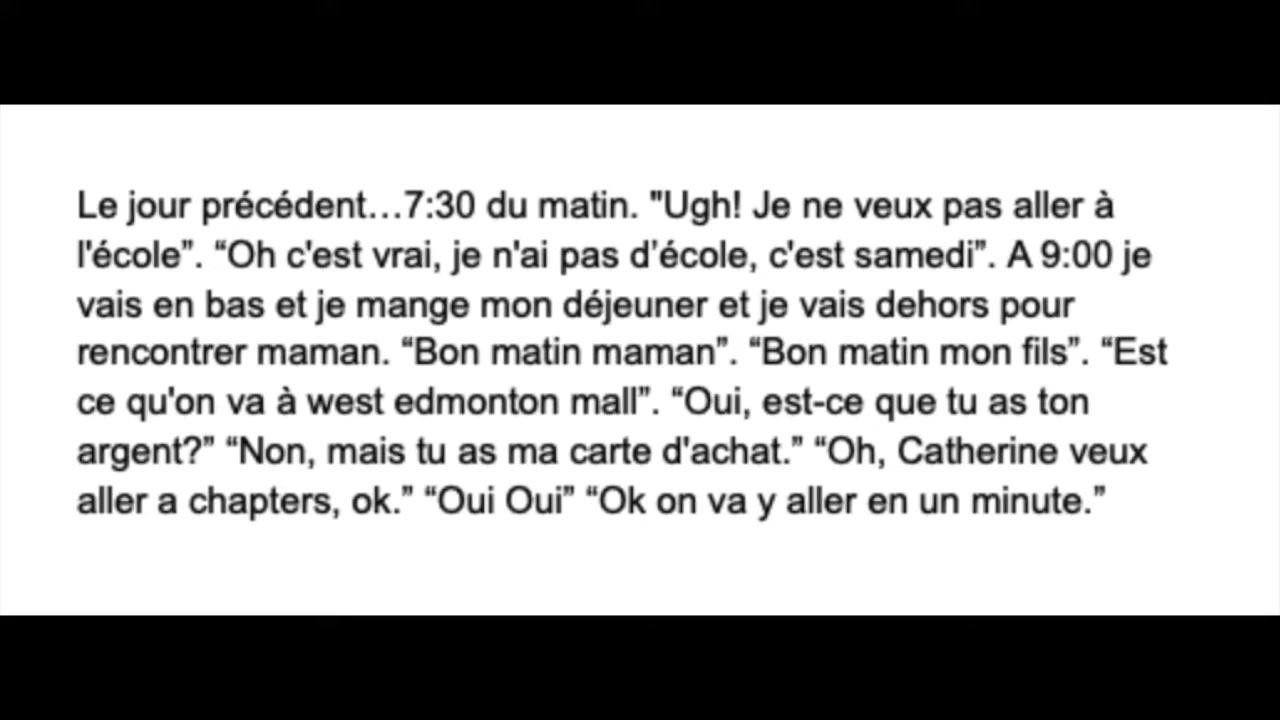 Le jour précédent…7:30 du matin. "Ugh! Je ne veux pas aller à
l'école”. “Oh c'est vrai, je n'ai pas d’école, c'est samedi”. A 9:00 je
vais en bas et je mange mon déjeuner et je vais dehors pour
rencontrer maman. “Bon matin maman”. “Bon matin mon fils”. “Est
ce qu'on va à west edmonton mall”. “Oui, est-ce que tu as ton
argent?” “Non, mais tu as ma carte d'achat.” “Oh, Catherine veux
aller a chapters, ok.” “Oui Oui” “Ok on va y aller en un minute.”